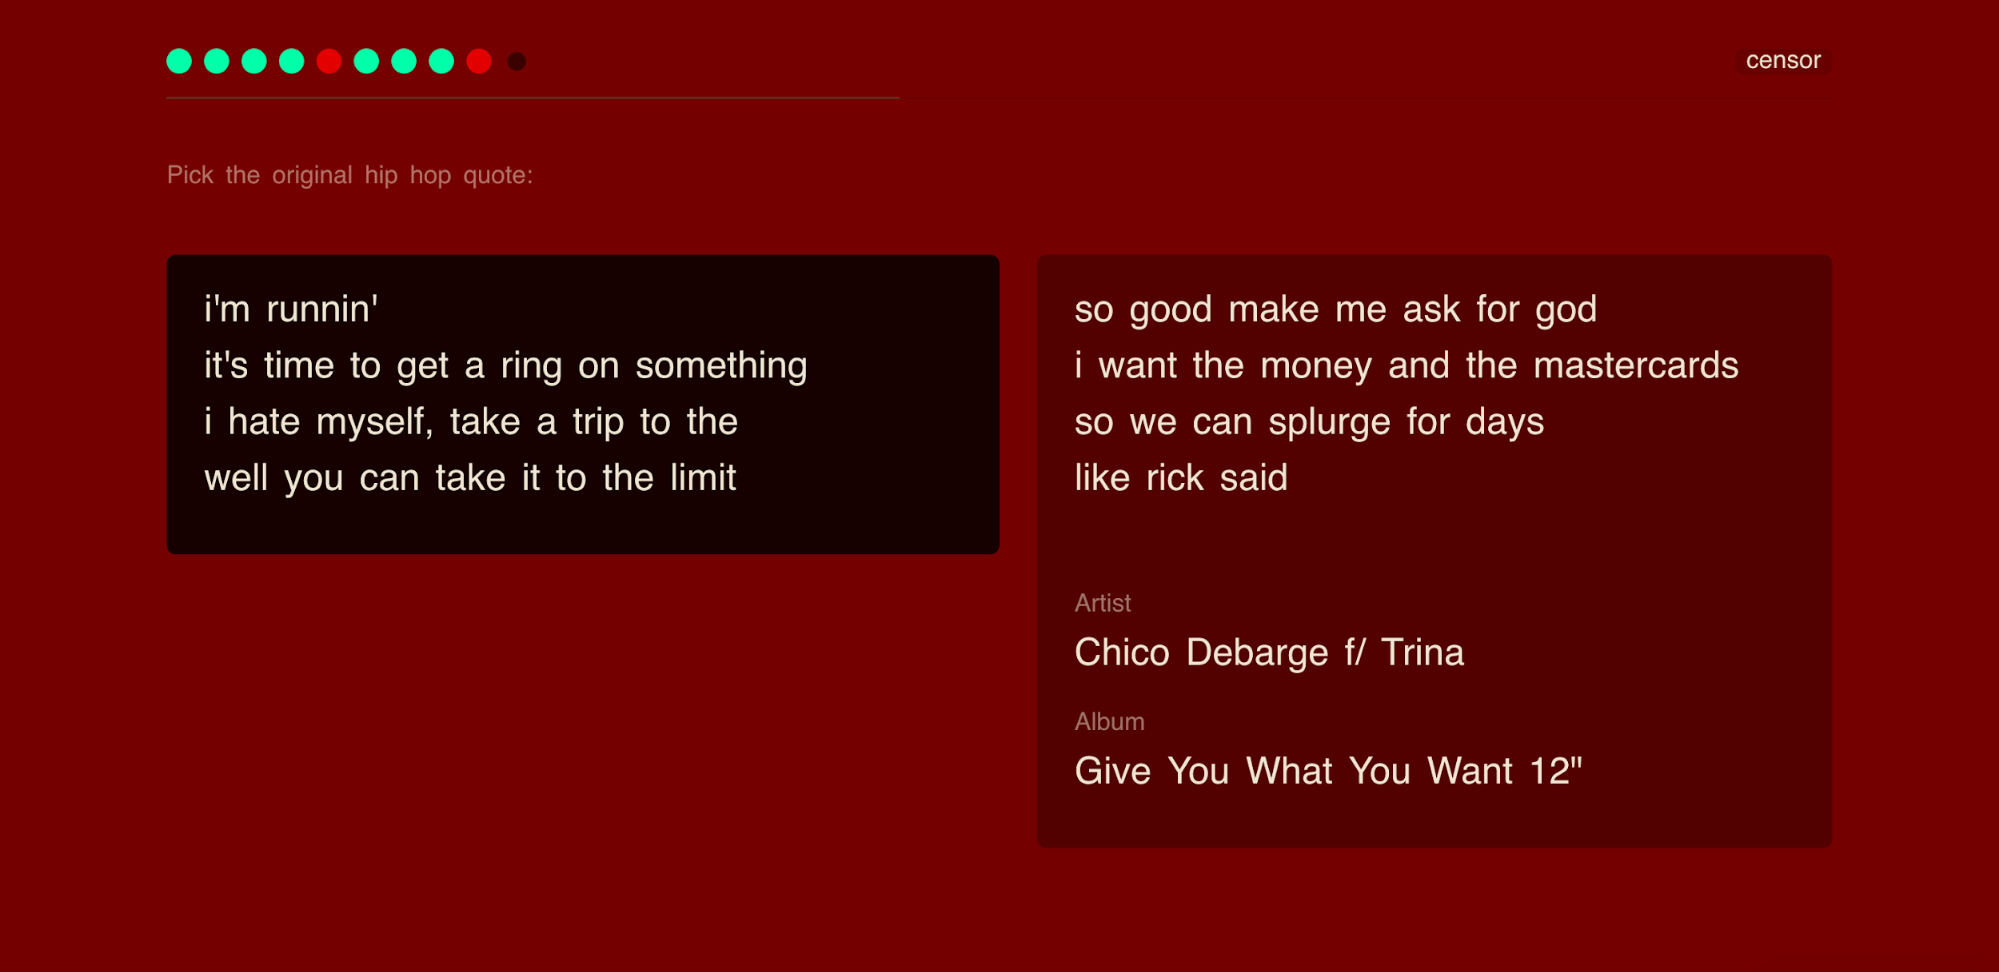 censor
Pick the original hip hop quote:
i'm runnin'
it's time to get a ring on something
i hate myself, take a trip to the
well you can take it to the limit
so good make me ask for god
i want the money and the mastercards
so we can splurge for days
like rick said
Artist
Chico Debarge f/ Trina
Album
Give You What You Want 12"